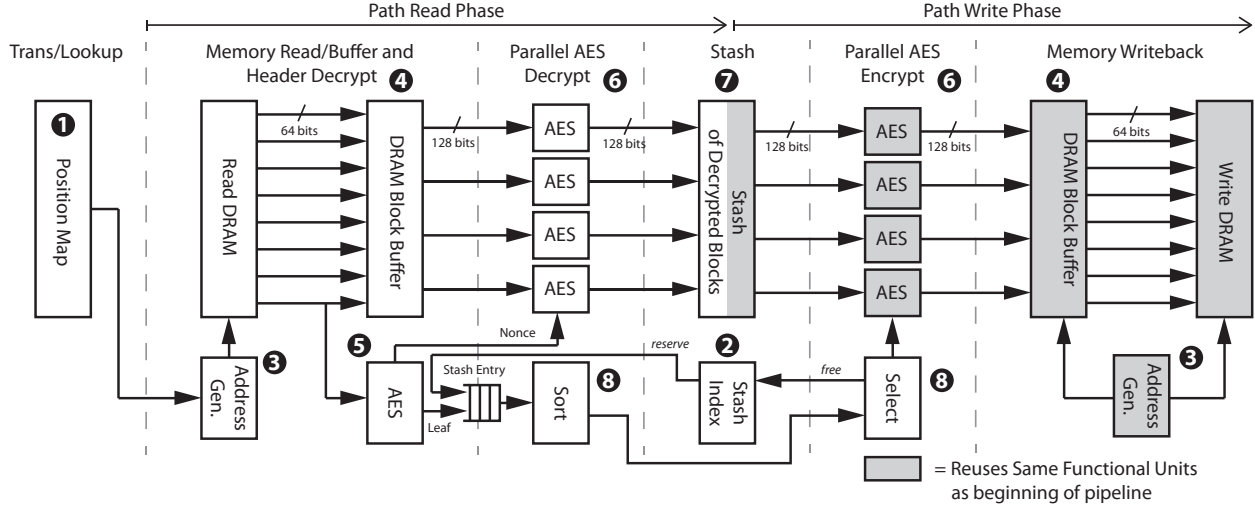 Path Read Phase
Path Write Phase
Trans/Lookup
Memory Read/Buffer and
Header Decrypt
4
Parallel AES
Decrypt
6
Stash
7
Parallel AES
Encrypt
6
Memory Writeback
4
1
Position Map
Read DRAM
64 bits
DRAM Block Buffer
128 bits
AES
AES
AES
AES
128 bits
Stash
of Decrypted Blocks
128 bits
AES
AES
AES
AES
128 bits
DRAM Block Buffer
64 bits
Write DRAM
3
Address
Gen.
5
AES
Nonce
Leaf
Stash Entry
8
Sort
reserve
2
Stash
Index
free
8
Select
3
Address
Gen.
= Reuses Same Functional Units
as beginning of pipeline